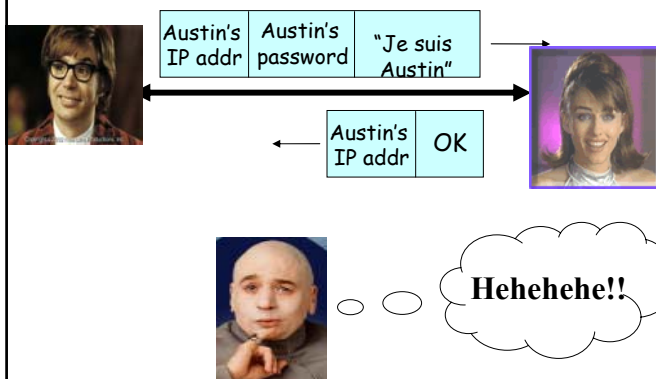 Austin's IP addr
Austin's password
"Je suis Austin"
Austin's IP addr
OK
Hehehehe!!